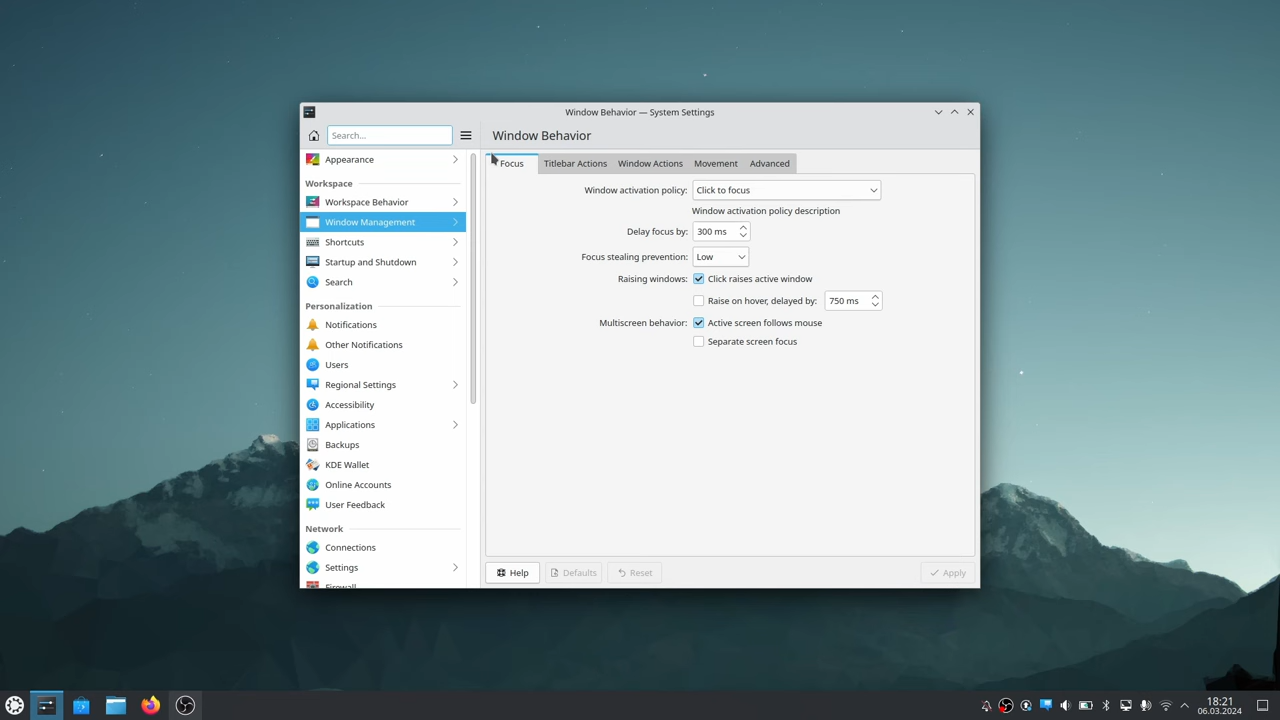 Window Behavior — System Settings
Search...
Window Behavior
Appearance
Workspace
Workspace Behavior
Window Management
Shortcuts
Startup and Shutdown
Search
Personalization
Notifications
Other Notifications
Users
Regional Settings
Accessibility
Applications
Backups
KDE Wallet
Online Accounts
User Feedback
Network
Connections
Settings
Firewall
Focus
Titlebar Actions
Window Actions
Movement
Advanced
Window activation policy: Click to focus
Window activation policy description
Delay focus by: 300 ms
Focus stealing prevention: Low
Raising windows: Click raises active window
Raise on hover, delayed by: 750 ms
Multiscreen behavior: Active screen follows mouse
Separate screen focus
Help
Defaults
Reset
Apply
18:21
06.03.2024